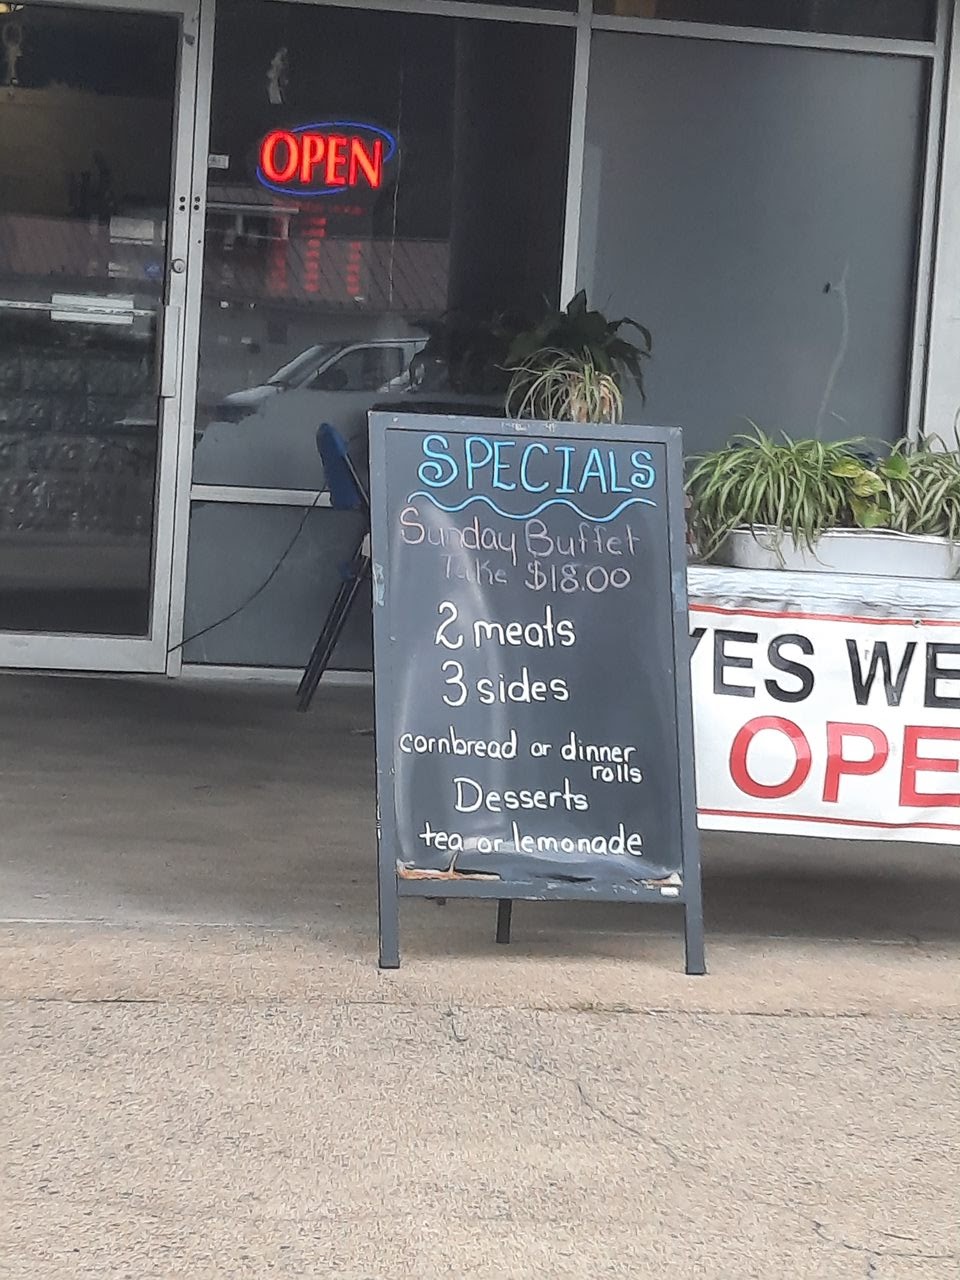 OPEN
SPECIALS
Sunday Buffet
Take $18.00
2 meats
3 sides
cornbread or dinner
rolls
Desserts
tea or lemonade
YES WE
OPE